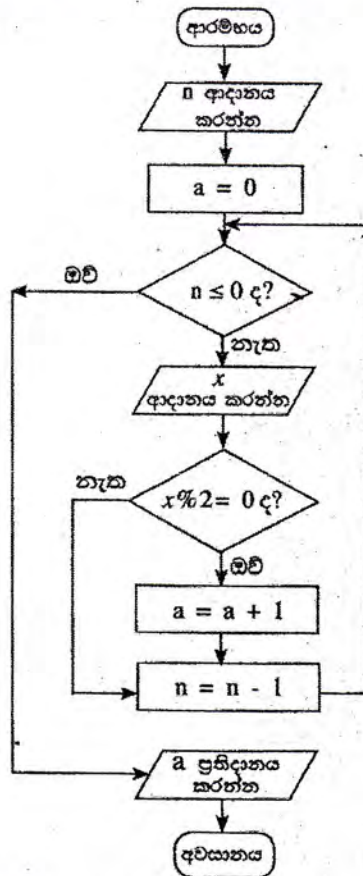 ආරම්භය
n ආදානය
කරන්න
a = 0
n ≤ 0 ද?
ඔව්
නැත
x
ආදානය කරන්න
නැත
x%2= 0 ද?
ඔව්
a = a + 1
n = n - 1
a ප්‍රතිදානය
කරන්න
අවසානය